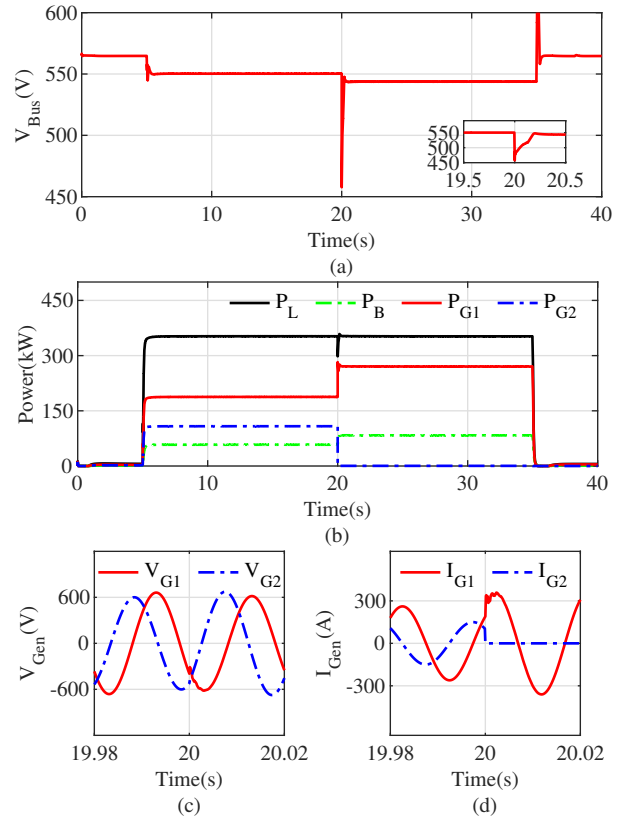 600
550
500
450
V_Bus(V)
550
500
450
19.5 20 20.5
0 10 20 30 40
Time(s)
(a)
450
300
150
0
Power(kW)
P_L P_B P_G1 P_G2
0 10 20 30 40
Time(s)
(b)
V_G1 V_G2
600
0
-600
V_Gen(V)
19.98 20 20.02
Time(s)
(c)
I_G1 I_G2
300
0
-300
I_Gen(A)
19.98 20 20.02
Time(s)
(d)